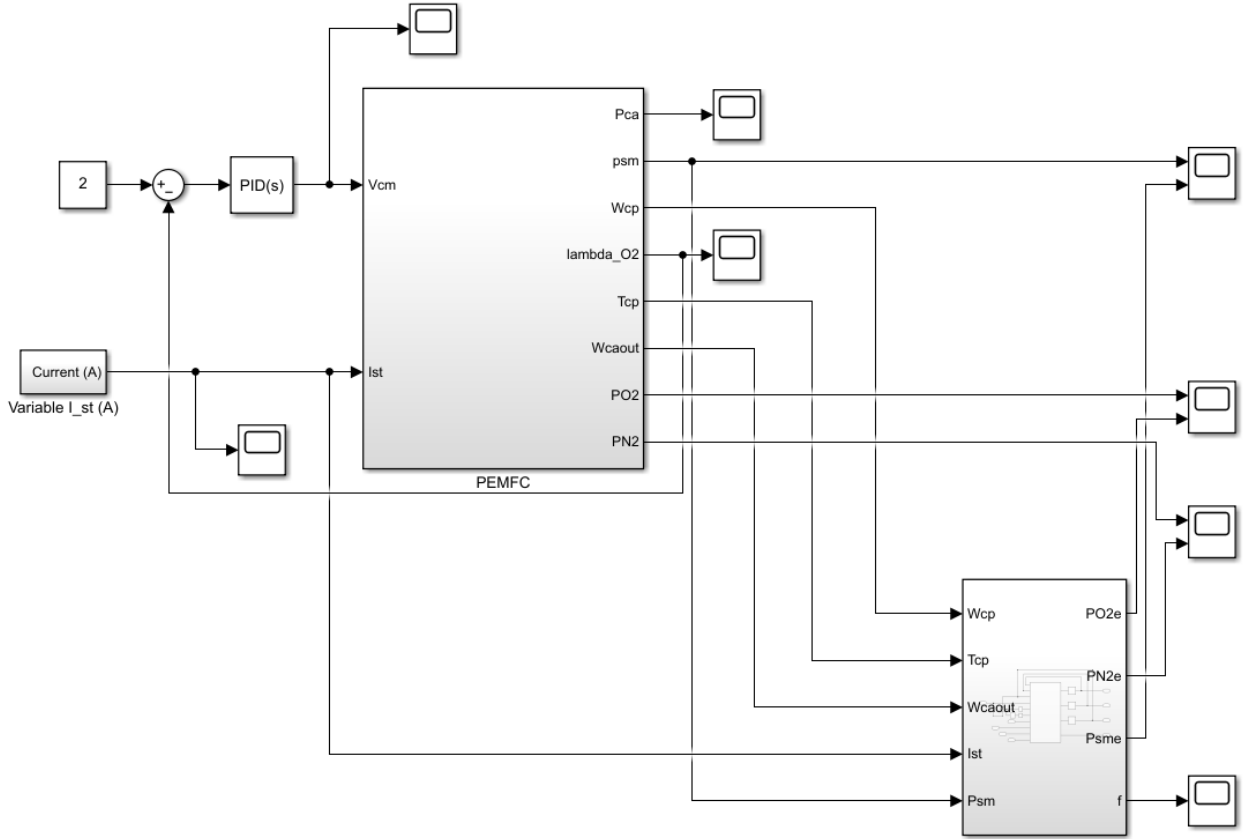 2
+
-
PID(s)
Current (A)
Variable I_st (A)
Vcm
Ist
Pca
psm
Wcp
lambda_O2
Tcp
Wcaout
PO2
PN2
PEMFC
Wcp
Tcp
Wcaout
Ist
Psm
PO2e
PN2e
Psme
f